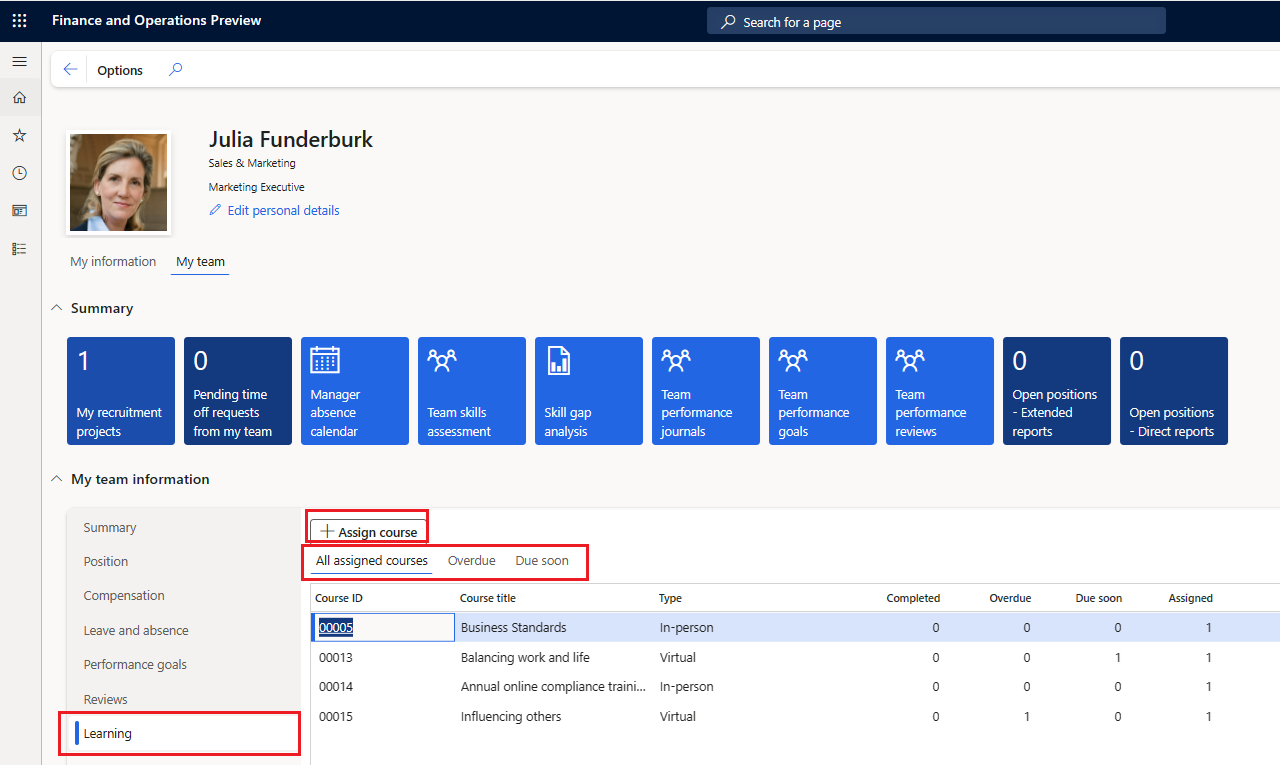 Finance and Operations Preview
Search for a page
Options
Julia Funderburk
Sales & Marketing
Marketing Executive
Edit personal details
My information My team
Summary
1
My recruitment
projects
0
Pending time
off requests
from my team
Manager
absence
calendar
Team skills
assessment
Skill gap
analysis
Team
performance
journals
Team
performance
goals
Team
performance
reviews
0
Open positions
- Extended
reports
0
Open positions
- Direct reports
My team information
Summary
Position
Compensation
Leave and absence
Performance goals
Reviews
Learning
+ Assign course
All assigned courses Overdue Due soon
Course ID Course title Type Completed Overdue Due soon Assigned
00005 Business Standards In-person 0 0 0 1
00013 Balancing work and life Virtual 0 0 1 1
00014 Annual online compliance traini... In-person 0 0 0 1
00015 Influencing others Virtual 0 1 0 1